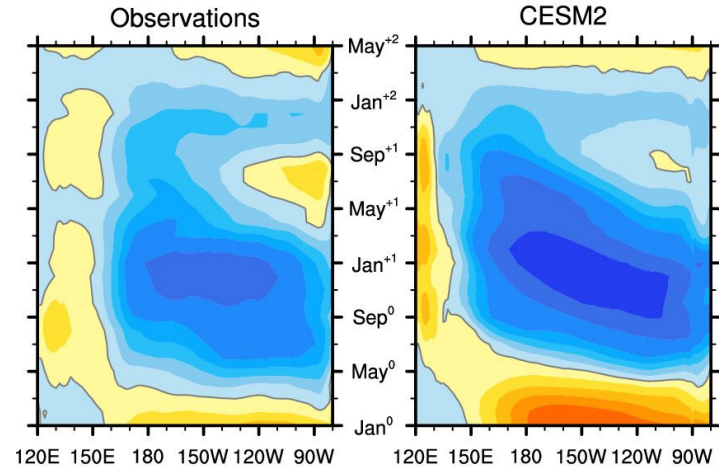 Observations
CESM2
May+2
Jan+2
Sep+1
May+1
Jan+1
Sep0
May0
Jan0
120E 150E 180 150W 120W 90W
120E 150E 180 150W 120W 90W